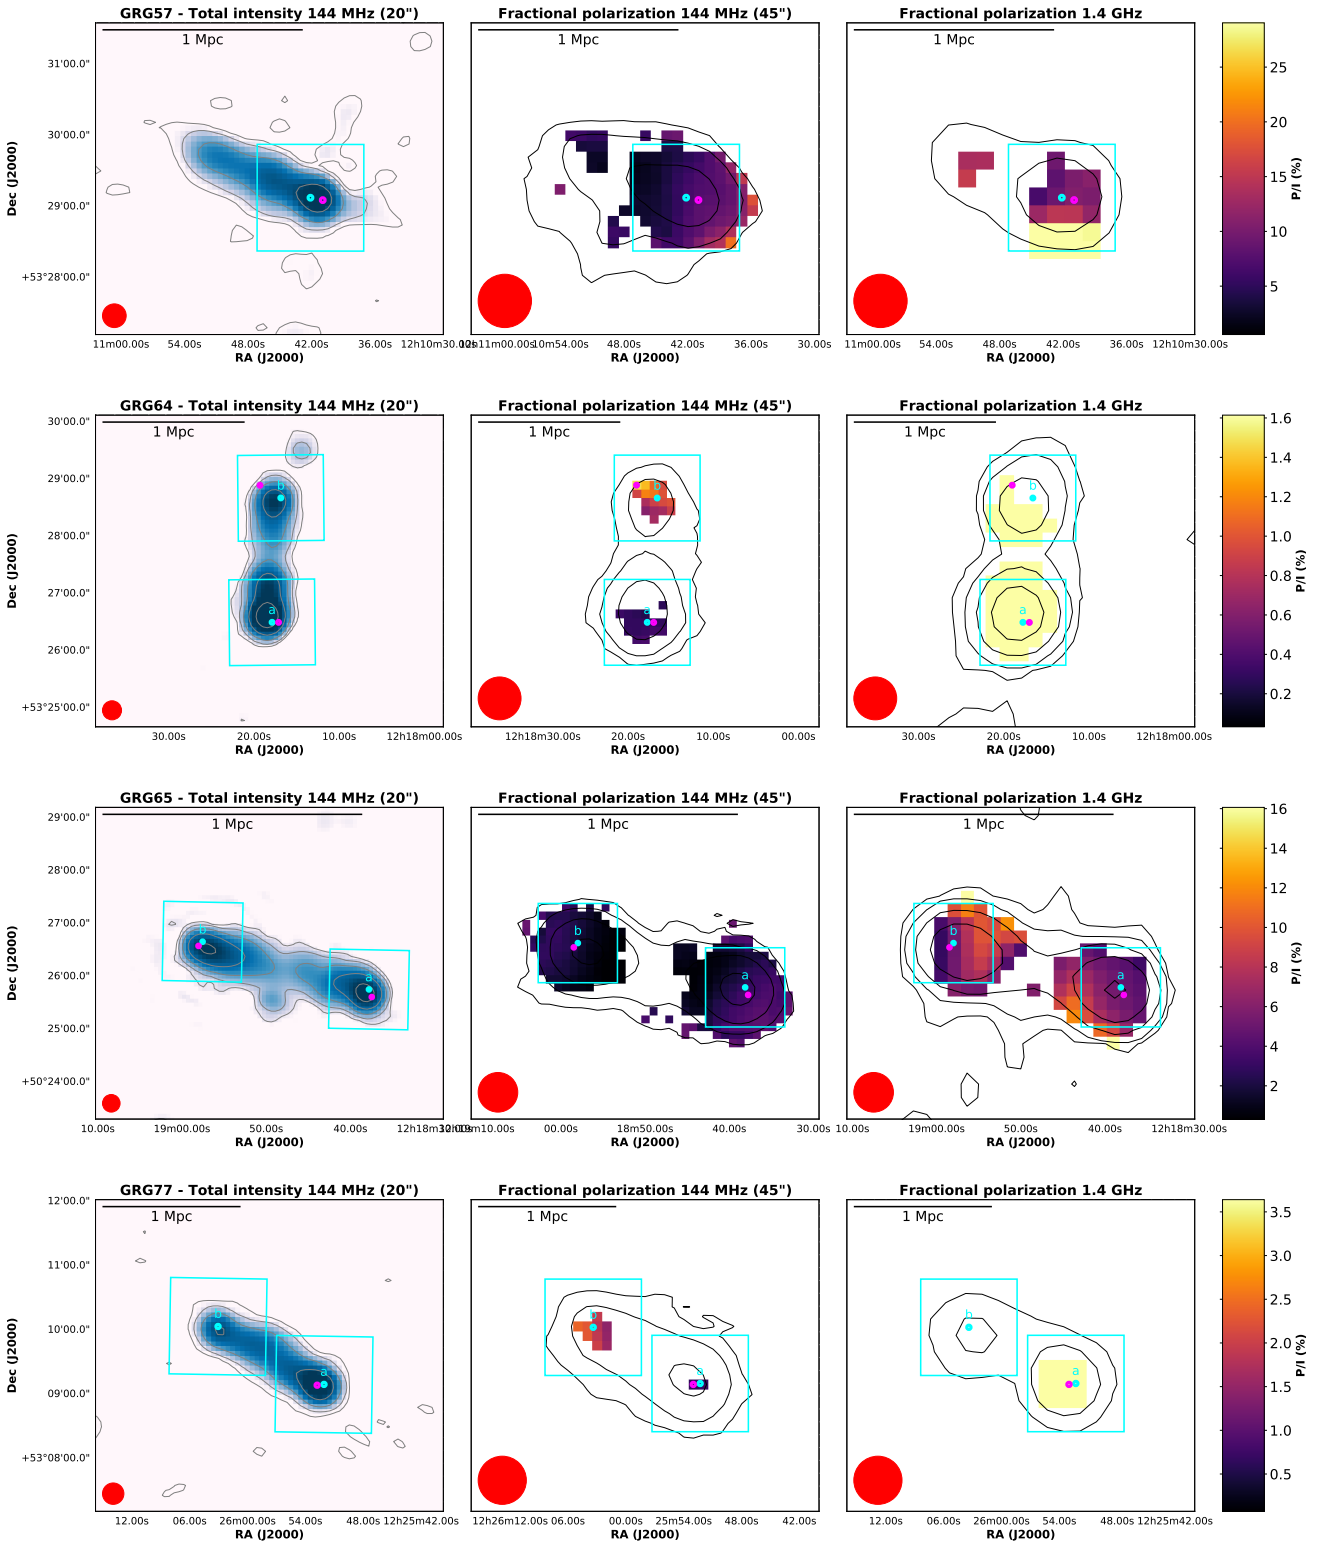 GRG57 - Total intensity 144 MHz (20")
Fractional polarization 144 MHz (45")
Fractional polarization 1.4 GHz
1 Mpc
1 Mpc
1 Mpc
31'00.0"
30'00.0"
29'00.0"
+53°28'00.0"
Dec (J2000)
11m00.00s 54.00s 48.00s 42.00s 36.00s 12h10m30.00s
12h11m00.00s 10m54.00s 48.00s 42.00s 36.00s 30.00s
11m00.00s 54.00s 48.00s 42.00s 36.00s 12h10m30.00s
RA (J2000)
RA (J2000)
RA (J2000)
25
20
15
10
5
P/I (%)
GRG64 - Total intensity 144 MHz (20")
Fractional polarization 144 MHz (45")
Fractional polarization 1.4 GHz
1 Mpc
1 Mpc
1 Mpc
b
b
b
a
a
a
30'00.0"
29'00.0"
28'00.0"
27'00.0"
26'00.0"
+53°25'00.0"
Dec (J2000)
30.00s 20.00s 10.00s 12h18m00.00s
12h18m30.00s 20.00s 10.00s 00.00s
30.00s 20.00s 10.00s 12h18m00.00s
RA (J2000)
RA (J2000)
RA (J2000)
1.6
1.4
1.2
1.0
0.8
0.6
0.4
0.2
P/I (%)
GRG65 - Total intensity 144 MHz (20")
Fractional polarization 144 MHz (45")
Fractional polarization 1.4 GHz
1 Mpc
1 Mpc
1 Mpc
b
b
b
a
a
a
29'00.0"
28'00.0"
27'00.0"
26'00.0"
25'00.0"
+50°24'00.0"
Dec (J2000)
10.00s 19m00.00s 50.00s 40.00s 12h18m30.00s
12h19m10.00s 00.00s 18m50.00s 40.00s 30.00s
10.00s 19m00.00s 50.00s 40.00s 12h18m30.00s
RA (J2000)
RA (J2000)
RA (J2000)
16
14
12
10
8
6
4
2
P/I (%)
GRG77 - Total intensity 144 MHz (20")
Fractional polarization 144 MHz (45")
Fractional polarization 1.4 GHz
1 Mpc
1 Mpc
1 Mpc
b
b
b
a
a
a
12'00.0"
11'00.0"
10'00.0"
09'00.0"
+53°08'00.0"
Dec (J2000)
12.00s 06.00s 26m00.00s 54.00s 48.00s 12h25m42.00s
12h26m12.00s 06.00s 00.00s 25m54.00s 48.00s 42.00s
12.00s 06.00s 26m00.00s 54.00s 48.00s 12h25m42.00s
RA (J2000)
RA (J2000)
RA (J2000)
3.5
3.0
2.5
2.0
1.5
1.0
0.5
P/I (%)